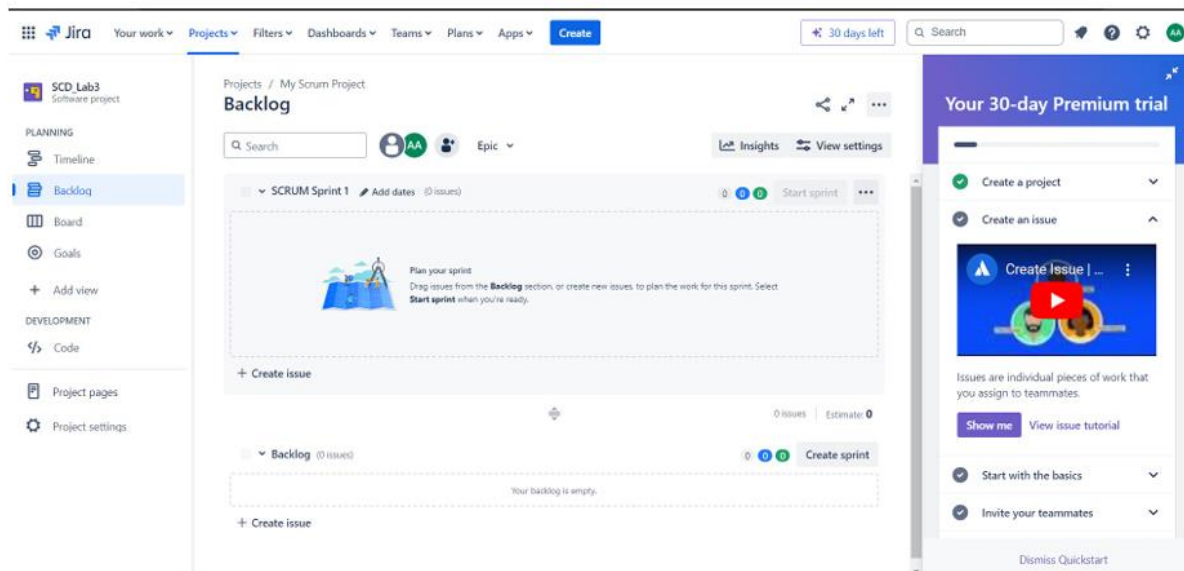 Jira Your work Projects Filters Dashboards Teams Plans Apps Create 30 days left Search AA
SCD_Lab3
Software project
PLANNING
Timeline
Backlog
Board
Goals
+ Add view
DEVELOPMENT
Code
Project pages
Project settings
Projects / My Scrum Project
Backlog
Search AA Epic Insights View settings
SCRUM Sprint 1 Add dates (0 issues) 0 0 0 Start sprint
Plan your sprint
Drag issues from the Backlog section, or create new issues, to plan the work for this sprint. Select
Start sprint when you're ready.
+ Create issue
0 issues Estimate: 0
Backlog (0 issues) 0 0 0 Create sprint
Your backlog is empty.
+ Create issue
Your 30-day Premium trial
Create a project
Create an issue
Create Issue | ...
Issues are individual pieces of work that
you assign to teammates.
Show me View issue tutorial
Start with the basics
Invite your teammates
Dismiss Quickstart